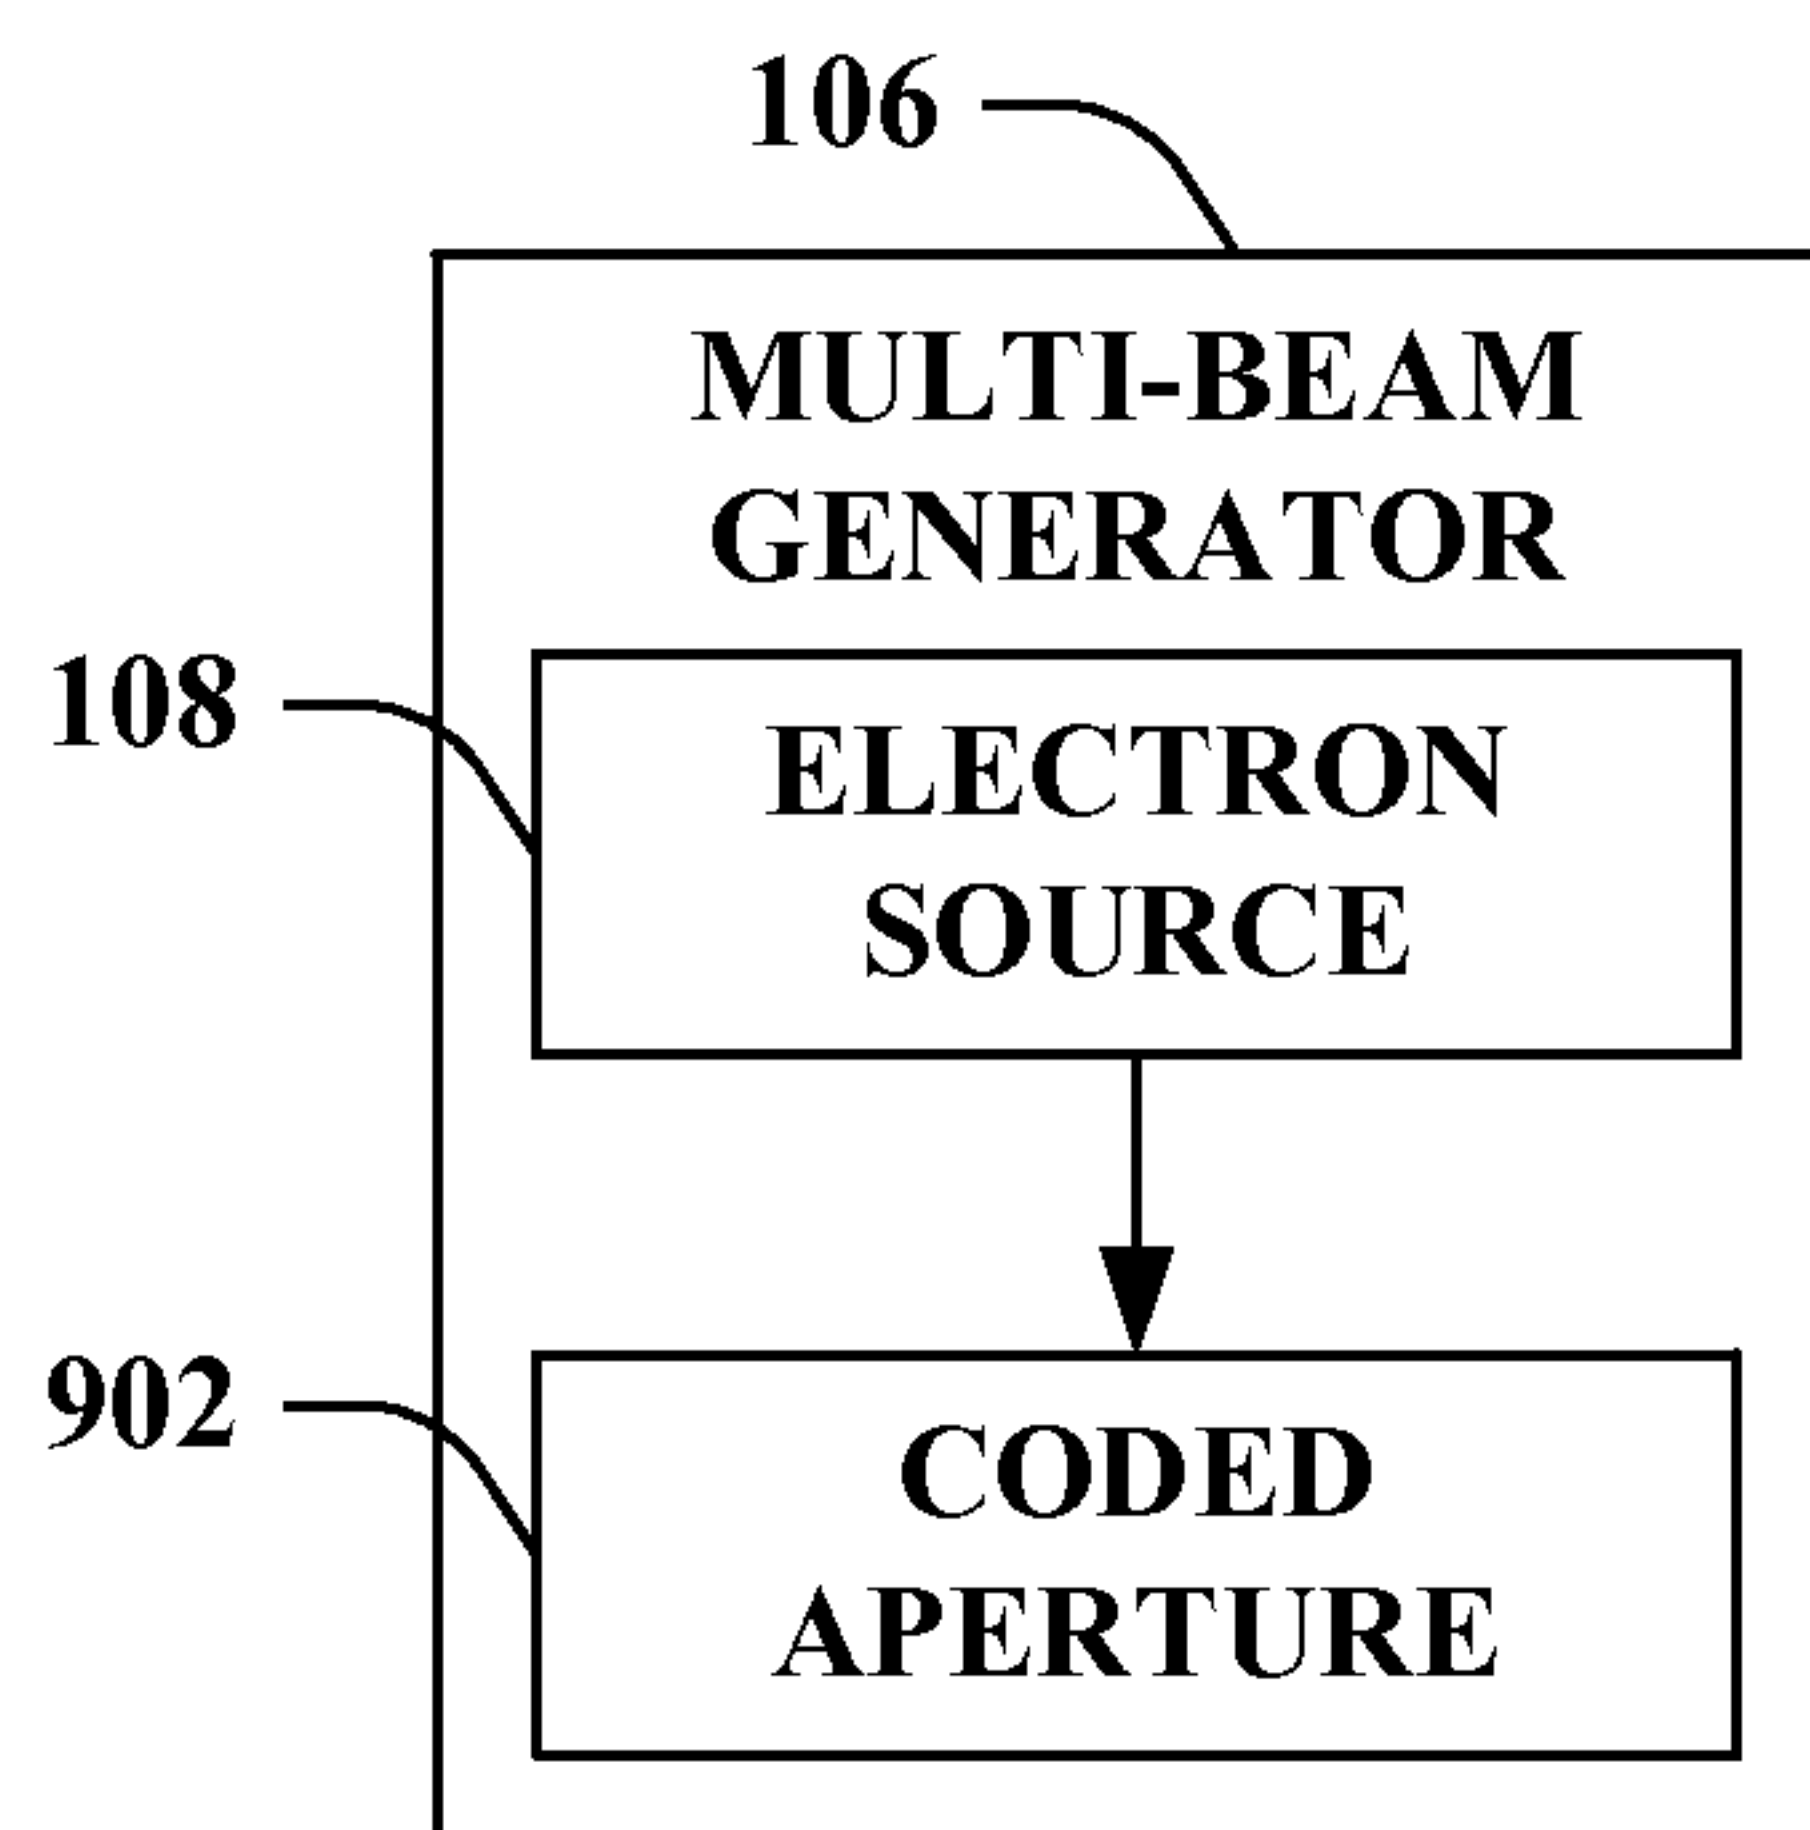 106
MULTI-BEAM
GENERATOR
108
ELECTRON
SOURCE
902
CODED
APERTURE